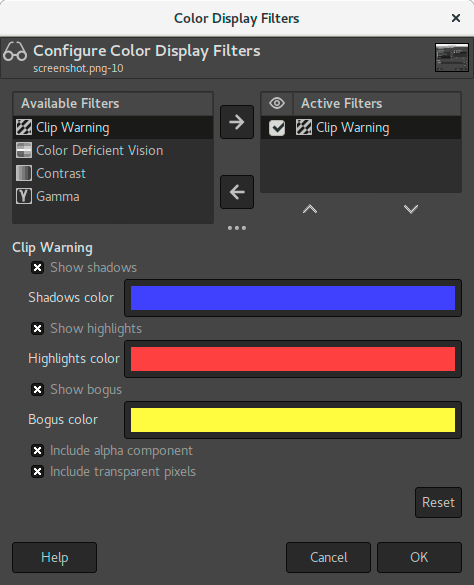 Color Display Filters
Configure Color Display Filters
screenshot.png-10
Available Filters
Active Filters
Clip Warning
Clip Warning
Color Deficient Vision
Contrast
Gamma
Clip Warning
Show shadows
Shadows color
Show highlights
Highlights color
Show bogus
Bogus color
Include alpha component
Include transparent pixels
Reset
Help
Cancel
OK